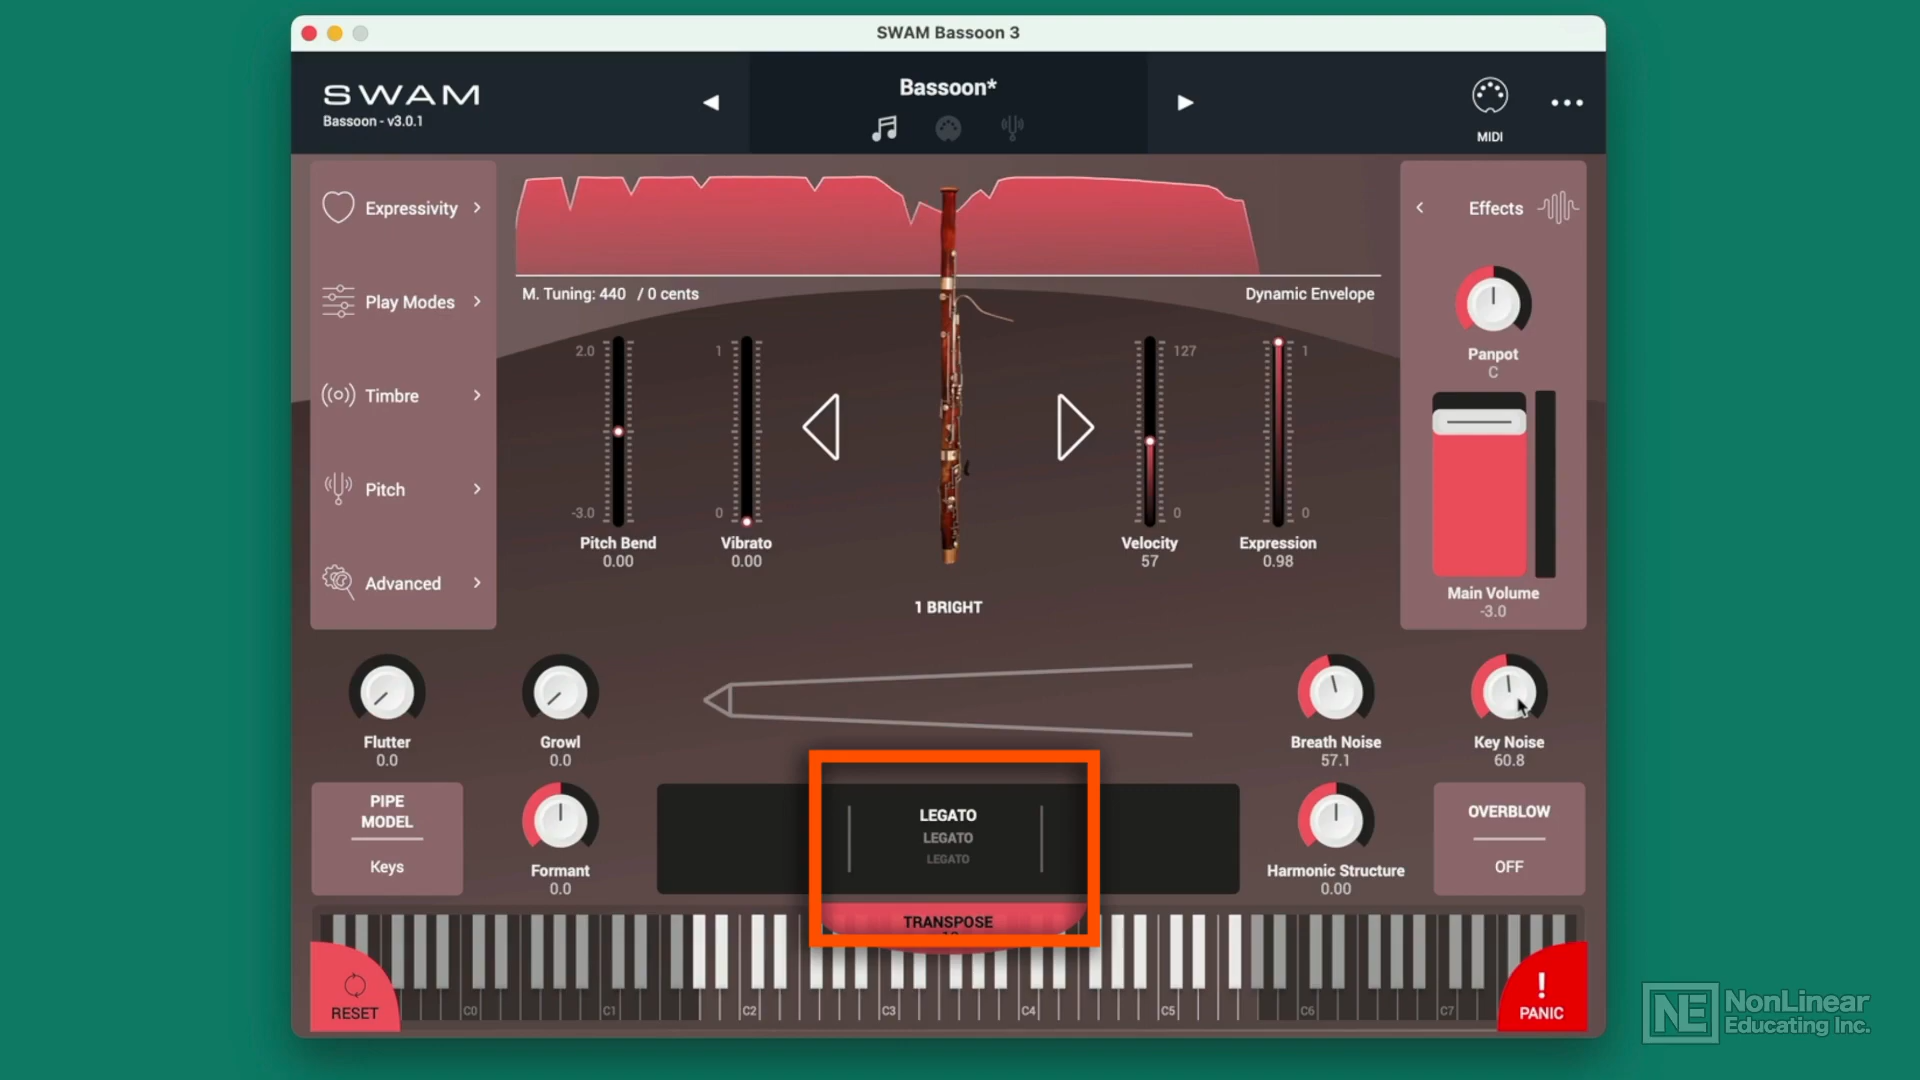 SWAM Bassoon 3
SWAM
Bassoon - v3.0.1
Bassoon*
MIDI
Expressivity
Play Modes
Timbre
Pitch
Advanced
M. Tuning: 440 / 0 cents
Dynamic Envelope
Effects
Panpot
C
Main Volume
-3.0
2.0
-3.0
Pitch Bend
0.00
1
0
Vibrato
0.00
127
0
Velocity
57
1
0
Expression
0.98
1 BRIGHT
Flutter
0.0
Growl
0.0
Breath Noise
57.1
Key Noise
60.8
PIPE
MODEL
Keys
Formant
0.0
LEGATO
LEGATO
LEGATO
Harmonic Structure
0.00
OVERBLOW
OFF
TRANSPOSE
RESET
C0
C1
C2
C3
C4
C5
C6
C7
!
PANIC
NE NonLinear
Educating Inc.